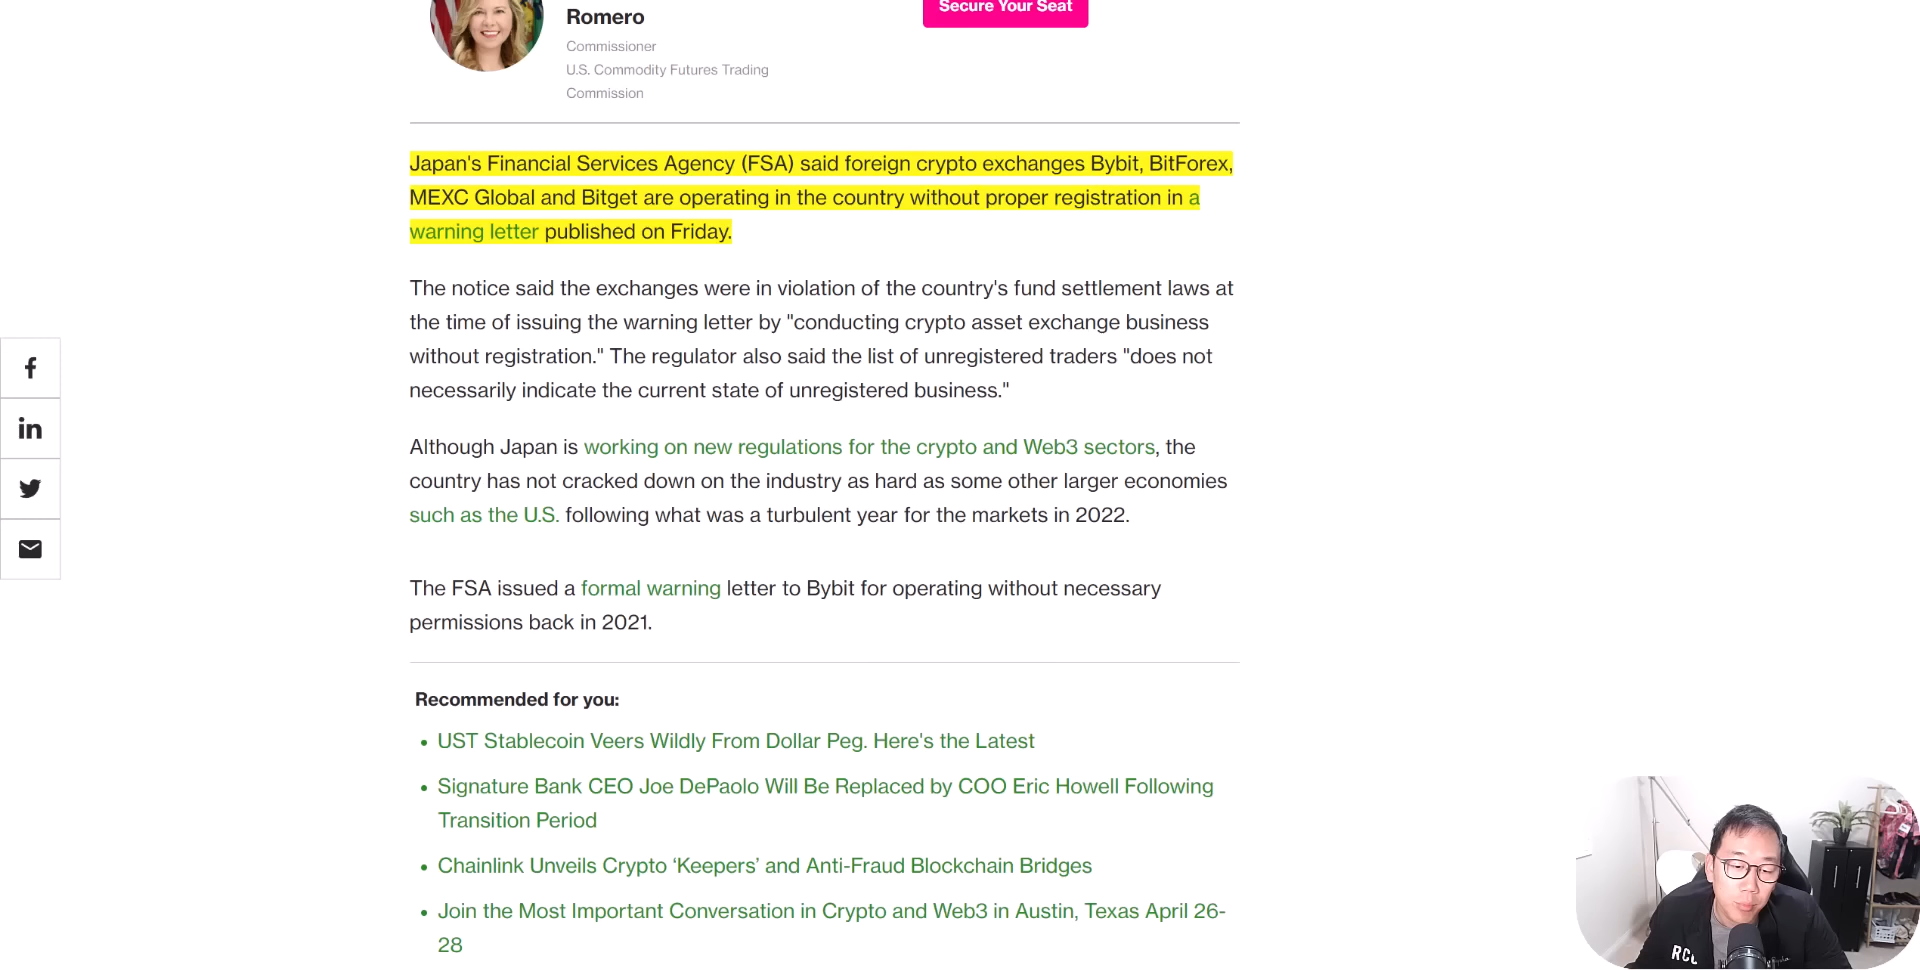 Romero
Secure Your Seat
Commissioner
U.S. Commodity Futures Trading
Commission
Japan's Financial Services Agency (FSA) said foreign crypto exchanges Bybit, BitForex,
MEXC Global and Bitget are operating in the country without proper registration in a
warning letter published on Friday.
The notice said the exchanges were in violation of the country's fund settlement laws at
the time of issuing the warning letter by "conducting crypto asset exchange business
without registration." The regulator also said the list of unregistered traders "does not
necessarily indicate the current state of unregistered business."
Although Japan is working on new regulations for the crypto and Web3 sectors, the
country has not cracked down on the industry as hard as some other larger economies
such as the U.S. following what was a turbulent year for the markets in 2022.
The FSA issued a formal warning letter to Bybit for operating without necessary
permissions back in 2021.
Recommended for you:
• UST Stablecoin Veers Wildly From Dollar Peg. Here's the Latest
• Signature Bank CEO Joe DePaolo Will Be Replaced by COO Eric Howell Following
Transition Period
• Chainlink Unveils Crypto ‘Keepers’ and Anti-Fraud Blockchain Bridges
• Join the Most Important Conversation in Crypto and Web3 in Austin, Texas April 26-
28